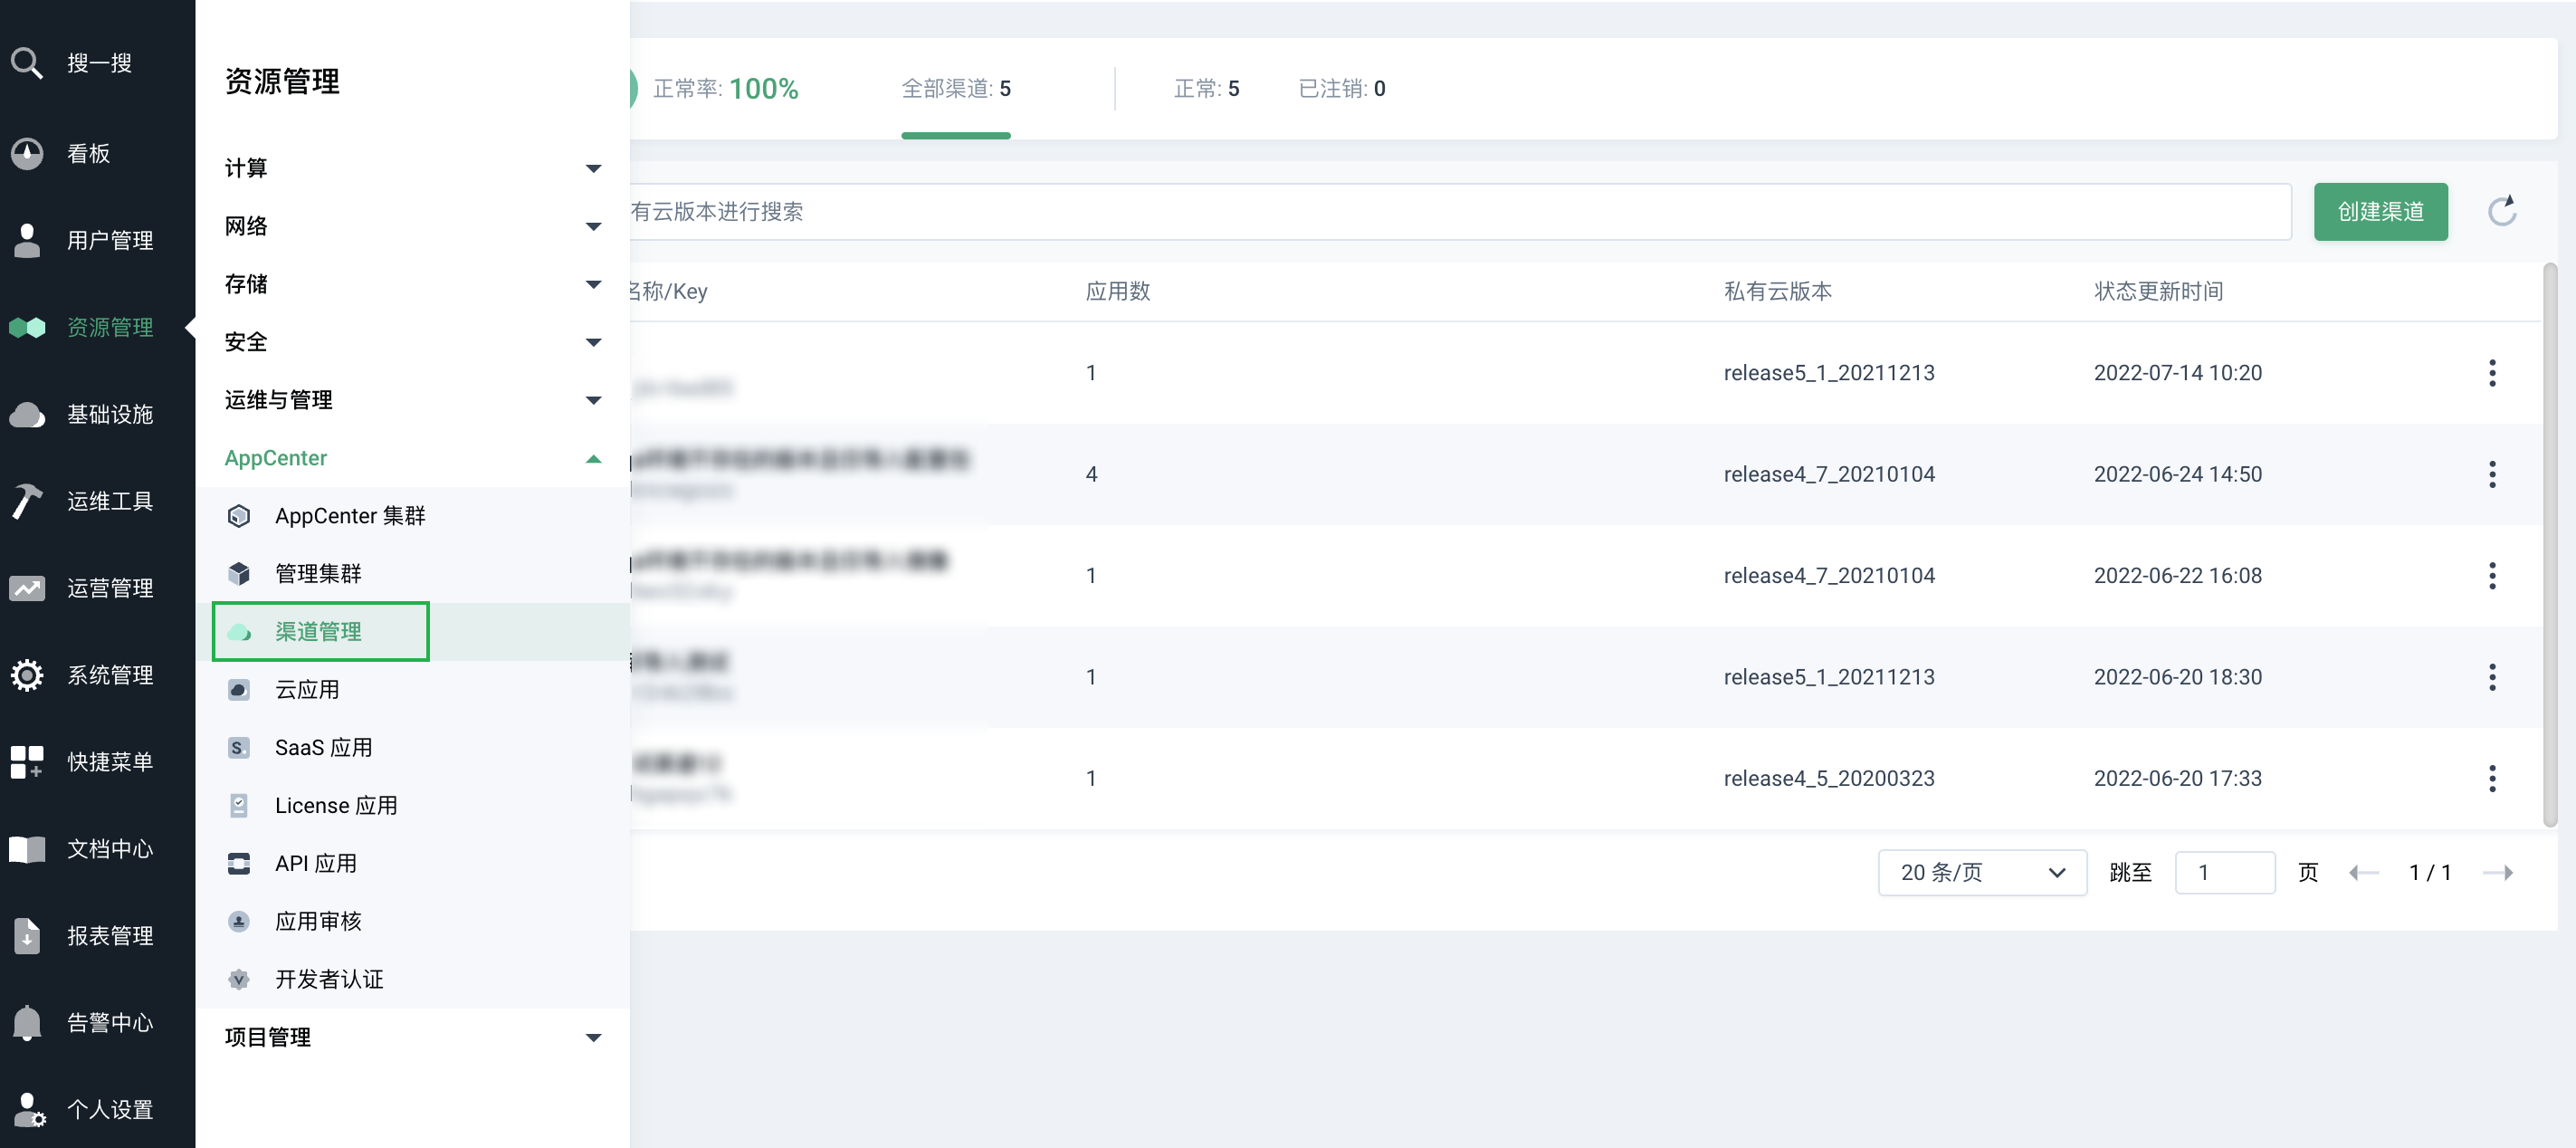 搜一搜
看板
用户管理
资源管理
基础设施
运维工具
运营管理
系统管理
快捷菜单
文档中心
报表管理
告警中心
个人设置
资源管理
计算
网络
存储
安全
运维与管理
AppCenter
AppCenter 集群
管理集群
渠道管理
云应用
SaaS 应用
License 应用
API 应用
应用审核
开发者认证
项目管理
正常率: 100% 全部渠道: 5 正常: 5 已注销: 0
有云版本进行搜索 创建渠道
名称/Key 应用数 私有云版本 状态更新时间
1 release5_1_20211213 2022-07-14 10:20
4 release4_7_20210104 2022-06-24 14:50
1 release4_7_20210104 2022-06-22 16:08
1 release5_1_20211213 2022-06-20 18:30
1 release4_5_20200323 2022-06-20 17:33
20 条/页 跳至 1 页 1 / 1